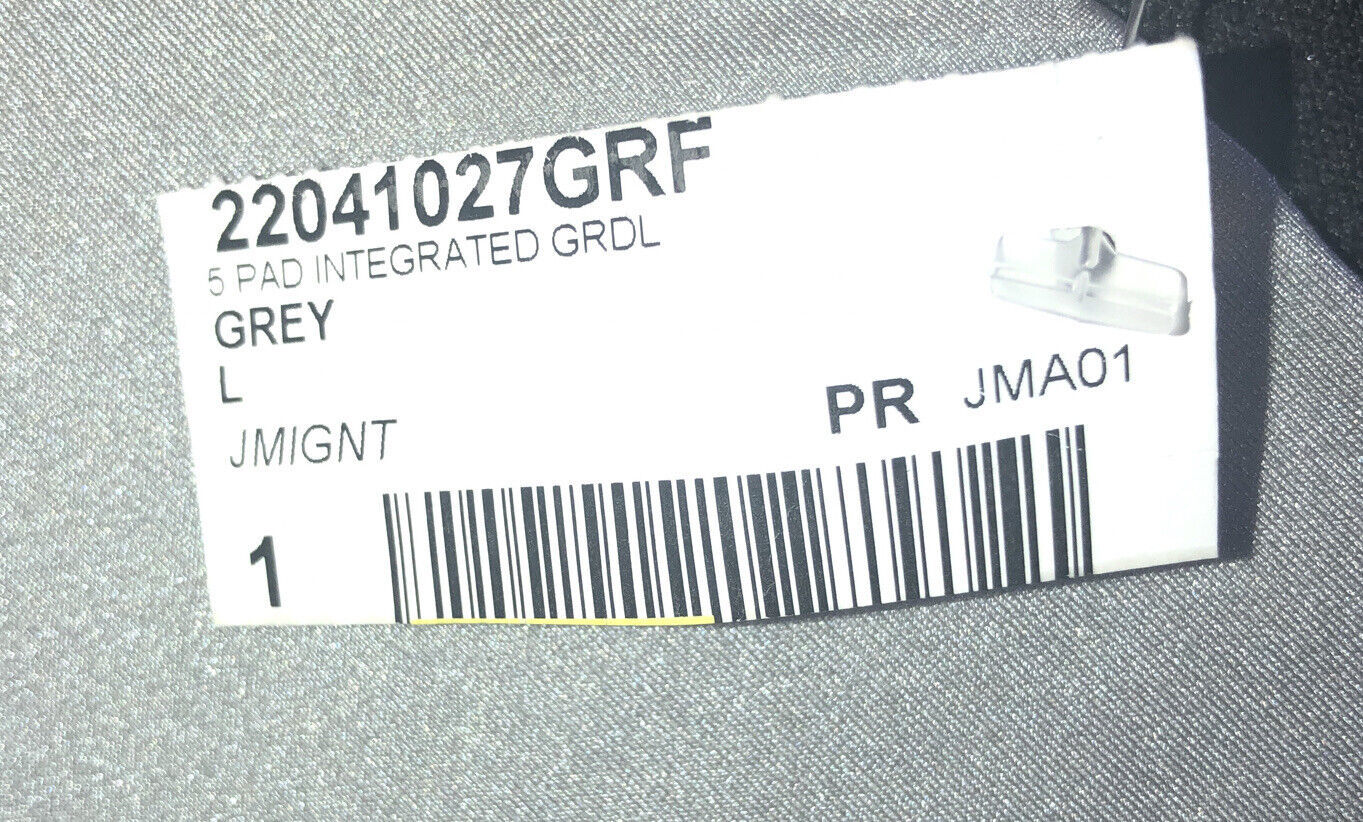 22041027GRF
5 PAD INTEGRATED GRDL
GREY
L
PR JMA01
JMIGNT
1